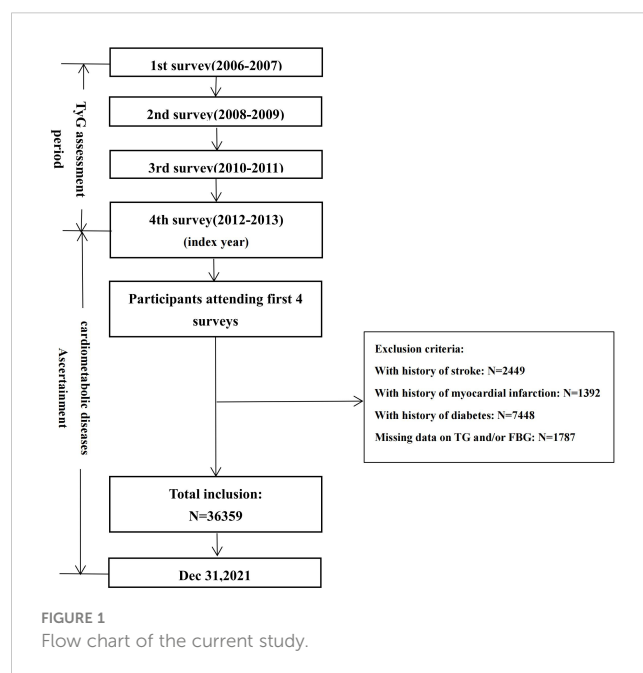 1st survey(2006-2007)
2nd survey(2008-2009)
3rd survey(2010-2011)
4th survey(2012-2013)
(index year)
TyG assessment
period
Participants attending first 4
surveys
Exclusion criteria:
With history of stroke: N=2449
With history of myocardial infarction: N=1392
With history of diabetes: N=7448
Missing data on TG and/or FBG: N=1787
cardiometabolic diseases
Ascertainment
Total inclusion:
N=36359
Dec 31,2021
FIGURE 1
Flow chart of the current study.